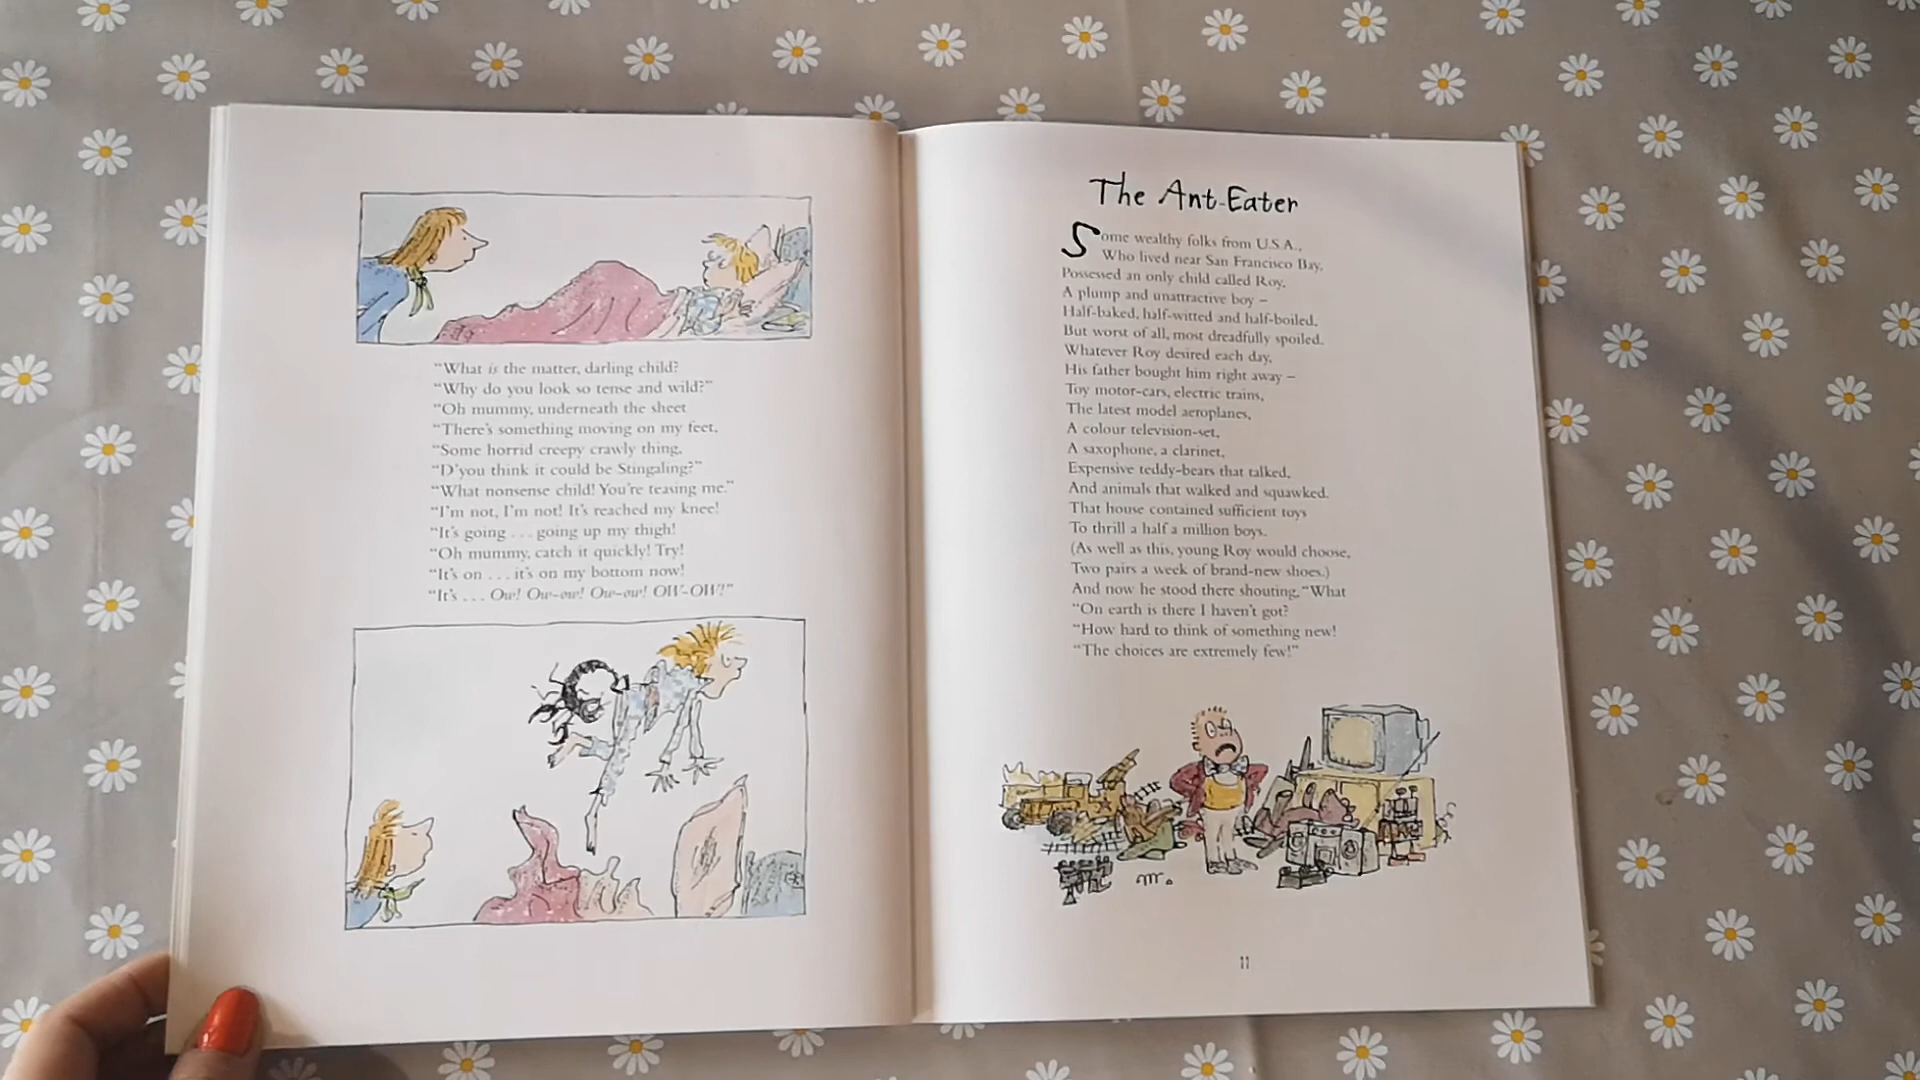 "What is the matter, darling child?
"Why do you look so tense and wild?"
"Oh mummy, underneath the sheet
"There's something moving on my feet,
"Some horrid creepy crawly thing,
"D'you think it could be Stingaling?"
"What nonsense child! You're teasing me."
"I'm not, I'm not! It's reached my knee!
"It's going . . . going up my thigh!
"Oh mummy, catch it quickly! Try!
"It's on . . . it's on my bottom now!
"It's . . . Ow! Ow-ow! Ow-ow! OW-OW!"
The Ant-Eater
Some wealthy folks from U.S.A.,
Who lived near San Francisco Bay,
Possessed an only child called Roy,
A plump and unattractive boy –
Half-baked, half-witted and half-boiled,
But worst of all, most dreadfully spoiled.
Whatever Roy desired each day,
His father bought him right away –
Toy motor-cars, electric trains,
The latest model aeroplanes,
A colour television-set,
A saxophone, a clarinet,
Expensive teddy-bears that talked,
And animals that walked and squawked.
That house contained sufficient toys
To thrill a half a million boys.
(As well as this, young Roy would choose,
Two pairs a week of brand-new shoes.)
And now he stood there shouting, "What
"On earth is there I haven't got?
"How hard to think of something new!
"The choices are extremely few!"
11